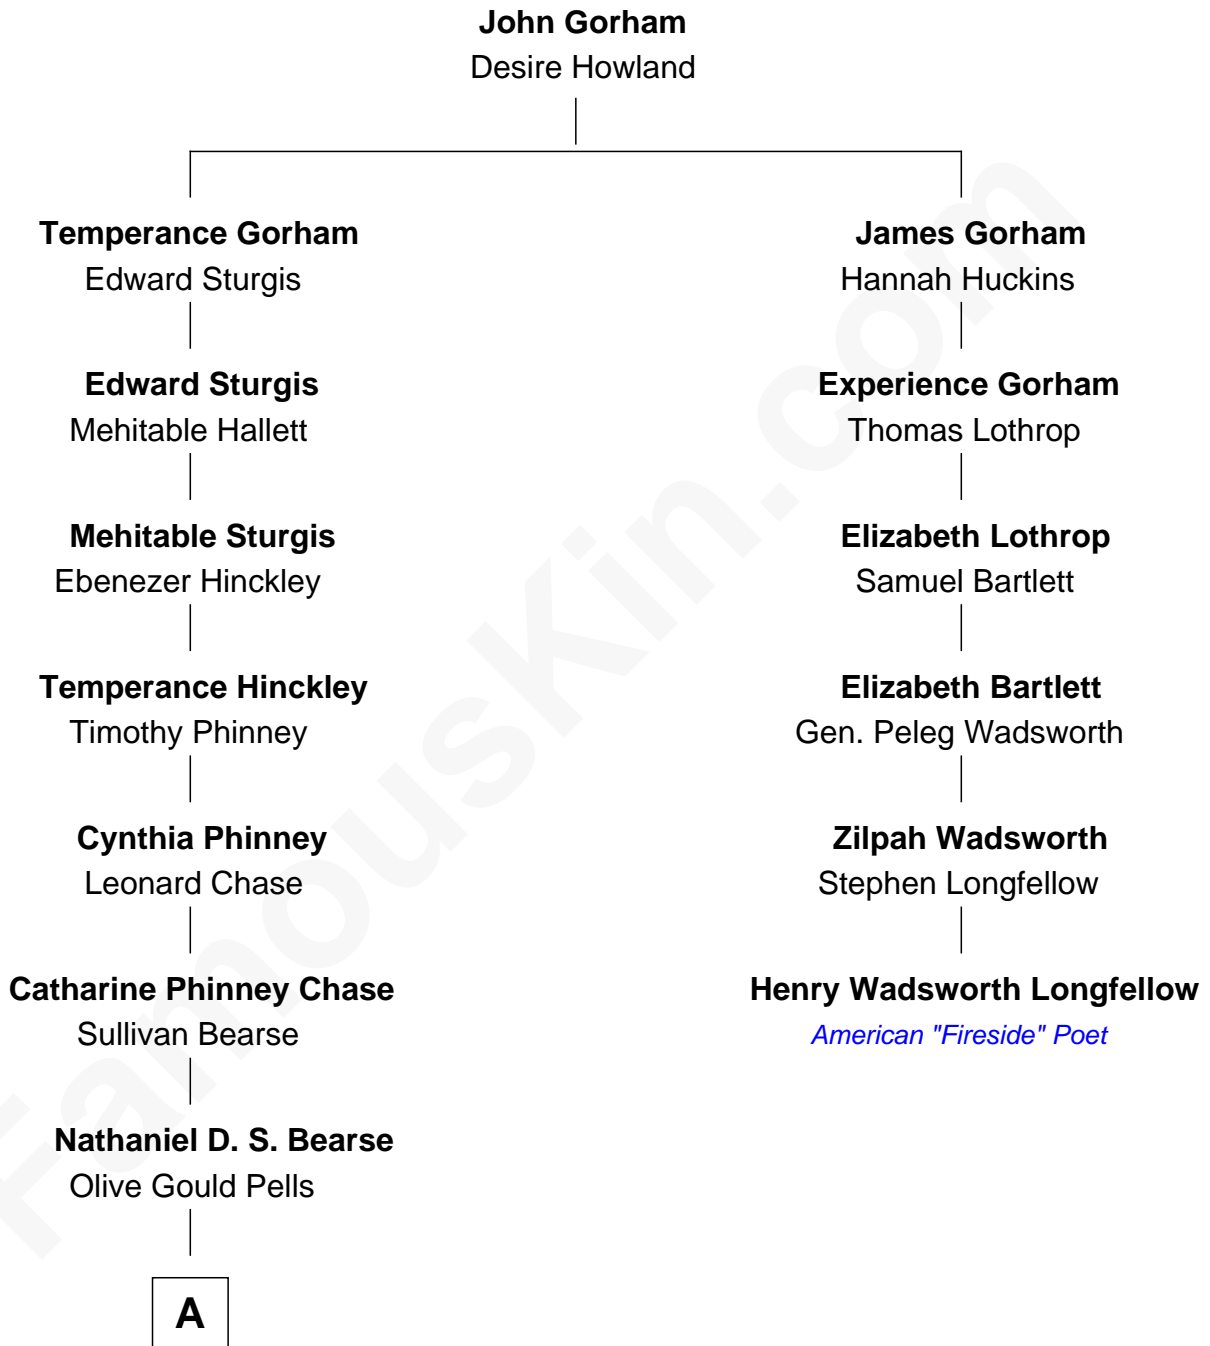 John Gorham
Desire Howland
Temperance Gorham
Edward Sturgis
James Gorham
Hannah Huckins
Edward Sturgis
Mehitable Hallett
Experience Gorham
Thomas Lothrop
Mehitable Sturgis
Ebenezer Hinckley
Elizabeth Lothrop
Samuel Bartlett
Temperance Hinckley
Timothy Phinney
Elizabeth Bartlett
Gen. Peleg Wadsworth
Cynthia Phinney
Leonard Chase
Zilpah Wadsworth
Stephen Longfellow
Catharine Phinney Chase
Sullivan Bearse
Henry Wadsworth Longfellow
American "Fireside" Poet
Nathaniel D. S. Bearse
Olive Gould Pells
A
FamousKin.com